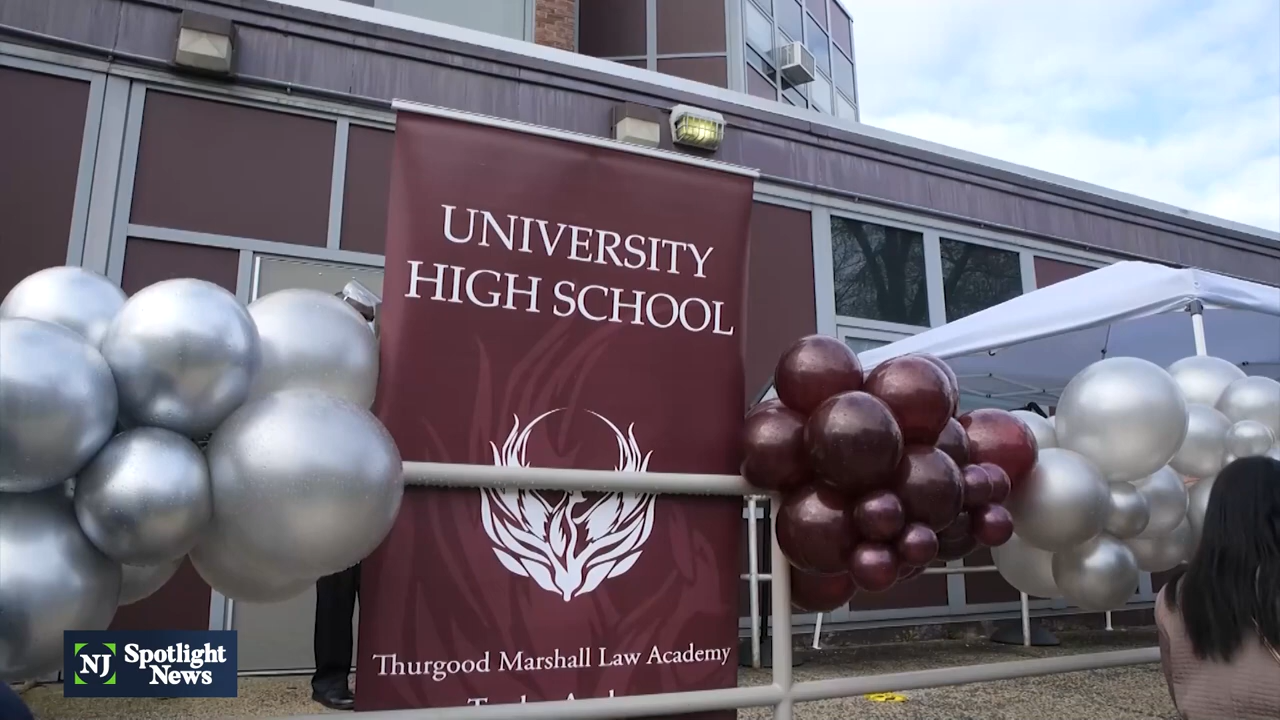 UNIVERSITY
HIGH SCHOOL
Thurgood Marshall Law Academy
NJ Spotlight
News